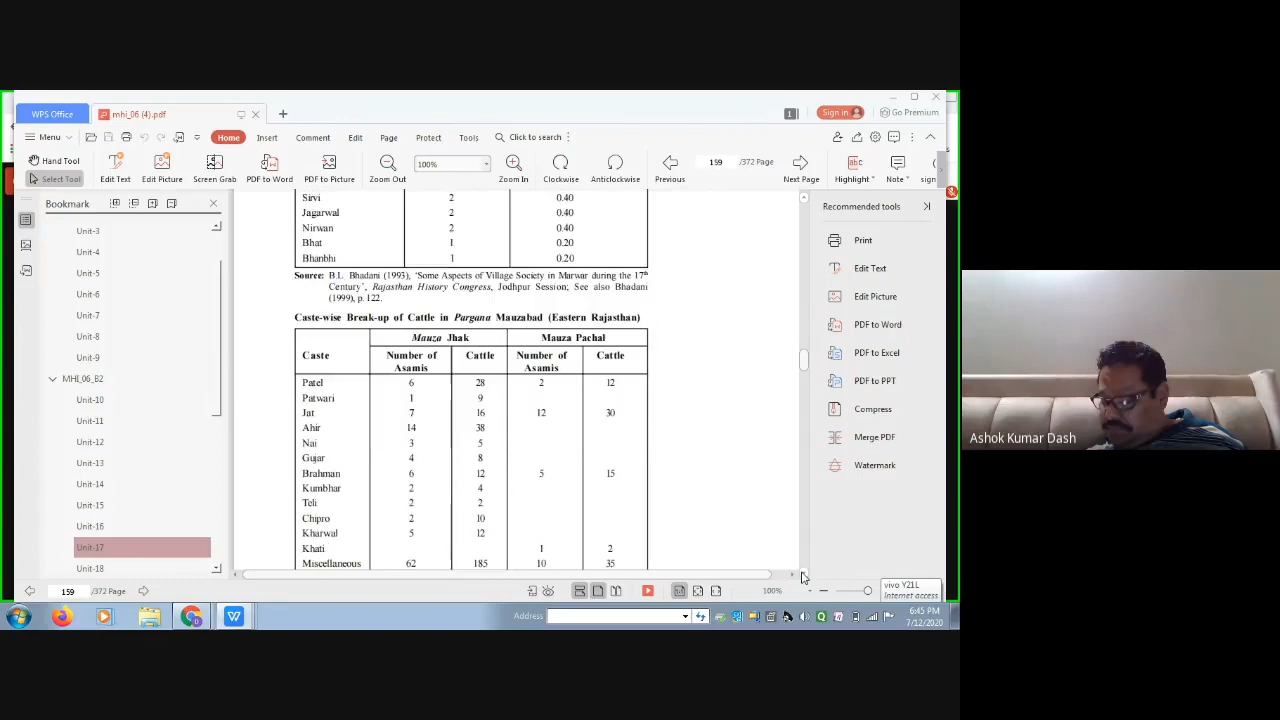 WPS Office
mhi_06 (4).pdf
1
Sign in
Go Premium
Menu
Home
Insert
Comment
Edit
Page
Protect
Tools
Click to search
Hand Tool
Select Tool
Edit Text
Edit Picture
Screen Grab
PDF to Word
PDF to Picture
Zoom Out
100%
Zoom In
Clockwise
Anticlockwise
Previous
159 /372 Page
Next Page
Highlight
Note
sign
Bookmark
Unit-3
Unit-4
Unit-5
Unit-6
Unit-7
Unit-8
Unit-9
MHI_06_B2
Unit-10
Unit-11
Unit-12
Unit-13
Unit-14
Unit-15
Unit-16
Unit-17
Unit-18
Sirvi 2 0.40
Jagarwal 2 0.40
Nirwan 2 0.40
Bhat 1 0.20
Bhanbhi 1 0.20
Source: B.L. Bhadani (1993), ‘Some Aspects of Village Society in Marwar during the 17th
Century’, Rajasthan History Congress, Jodhpur Session; See also Bhadani
(1999), p. 122.
Caste-wise Break-up of Cattle in Pargana Mauzabad (Eastern Rajasthan)
Mauza Jhak Mauza Pachal
Caste Number of Asamis Cattle Number of Asamis Cattle
Patel 6 28 2 12
Patwari 1 9
Jat 7 16 12 30
Ahir 14 38
Nai 3 5
Gujar 4 8
Brahman 6 12 5 15
Kumbhar 2 4
Teli 2 2
Chipro 2 10
Kharwal 5 12
Khati 1 2
Miscellaneous 62 185 10 35
Recommended tools
Print
Edit Text
Edit Picture
PDF to Word
PDF to Excel
PDF to PPT
Compress
Merge PDF
Watermark
Ashok Kumar Dash
159 /372 Page
100%
vivo Y21L
Internet access
Address
6:45 PM
7/12/2020